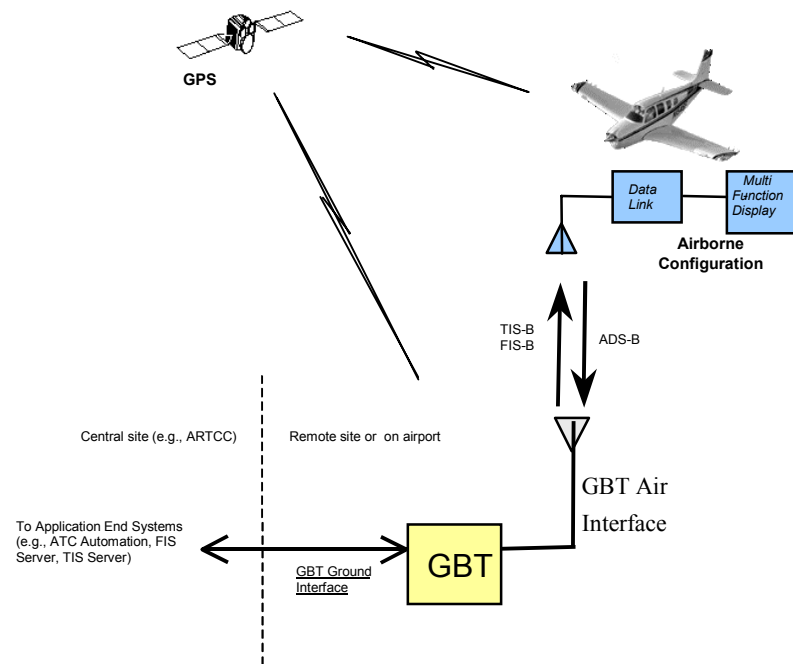 GPS
Data
Link
Multi
Function
Display
Airborne
Configuration
TIS-B
FIS-B
ADS-B
Central site (e.g., ARTCC)
Remote site or on airport
GBT Air
Interface
To Application End Systems
(e.g., ATC Automation, FIS
Server, TIS Server)
GBT
GBT Ground
Interface